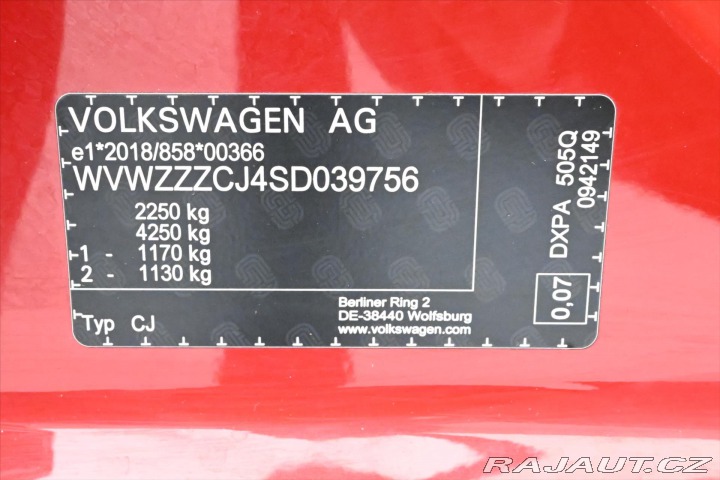 VOLKSWAGEN AG
e1*2018/858*00366
WVWZZZCJ4SD039756
2250 kg
4250 kg
1 - 1170 kg
2 - 1130 kg
Berliner Ring 2
DE-38440 Wolfsburg
www.volkswagen.com
Typ CJ
0,07 DXPA 505Q
0942149
RAJAUT.CZ